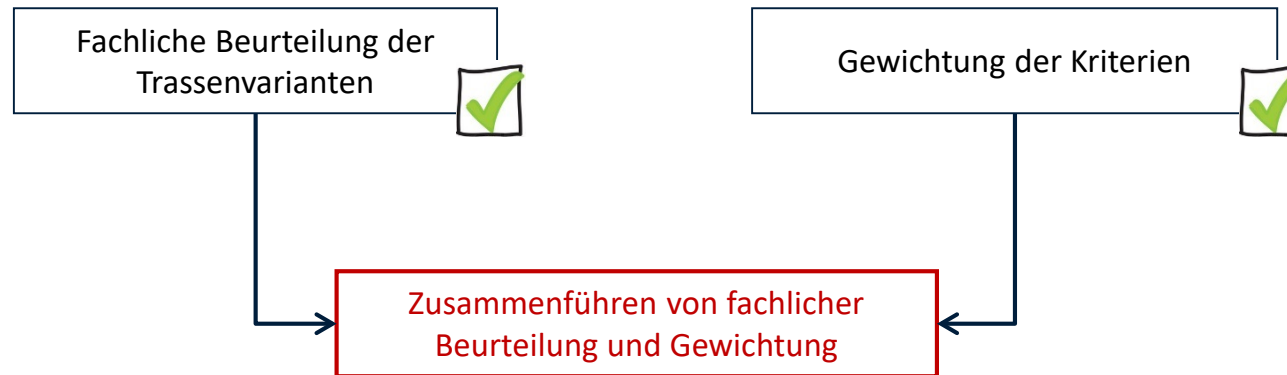 Fachliche Beurteilung der
Trassenvarianten
Gewichtung der Kriterien
Zusammenführen von fachlicher
Beurteilung und Gewichtung